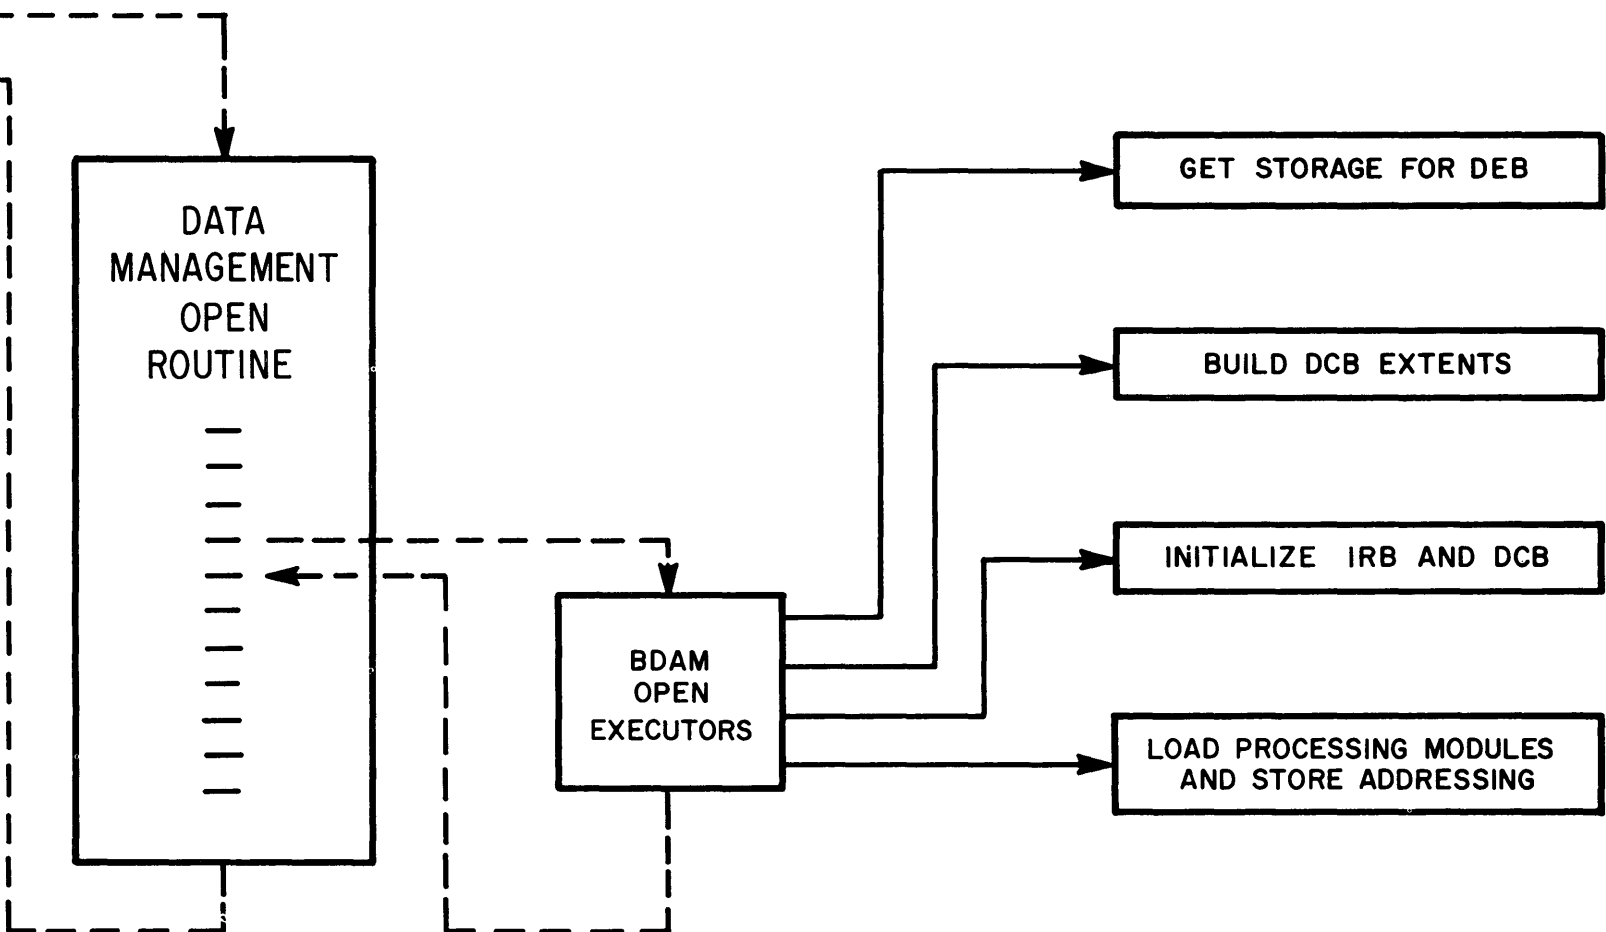 DATA
MANAGEMENT
OPEN
ROUTINE
BDAM
OPEN
EXECUTORS
GET STORAGE FOR DEB
BUILD DCB EXTENTS
INITIALIZE IRB AND DCB
LOAD PROCESSING MODULES
AND STORE ADDRESSING